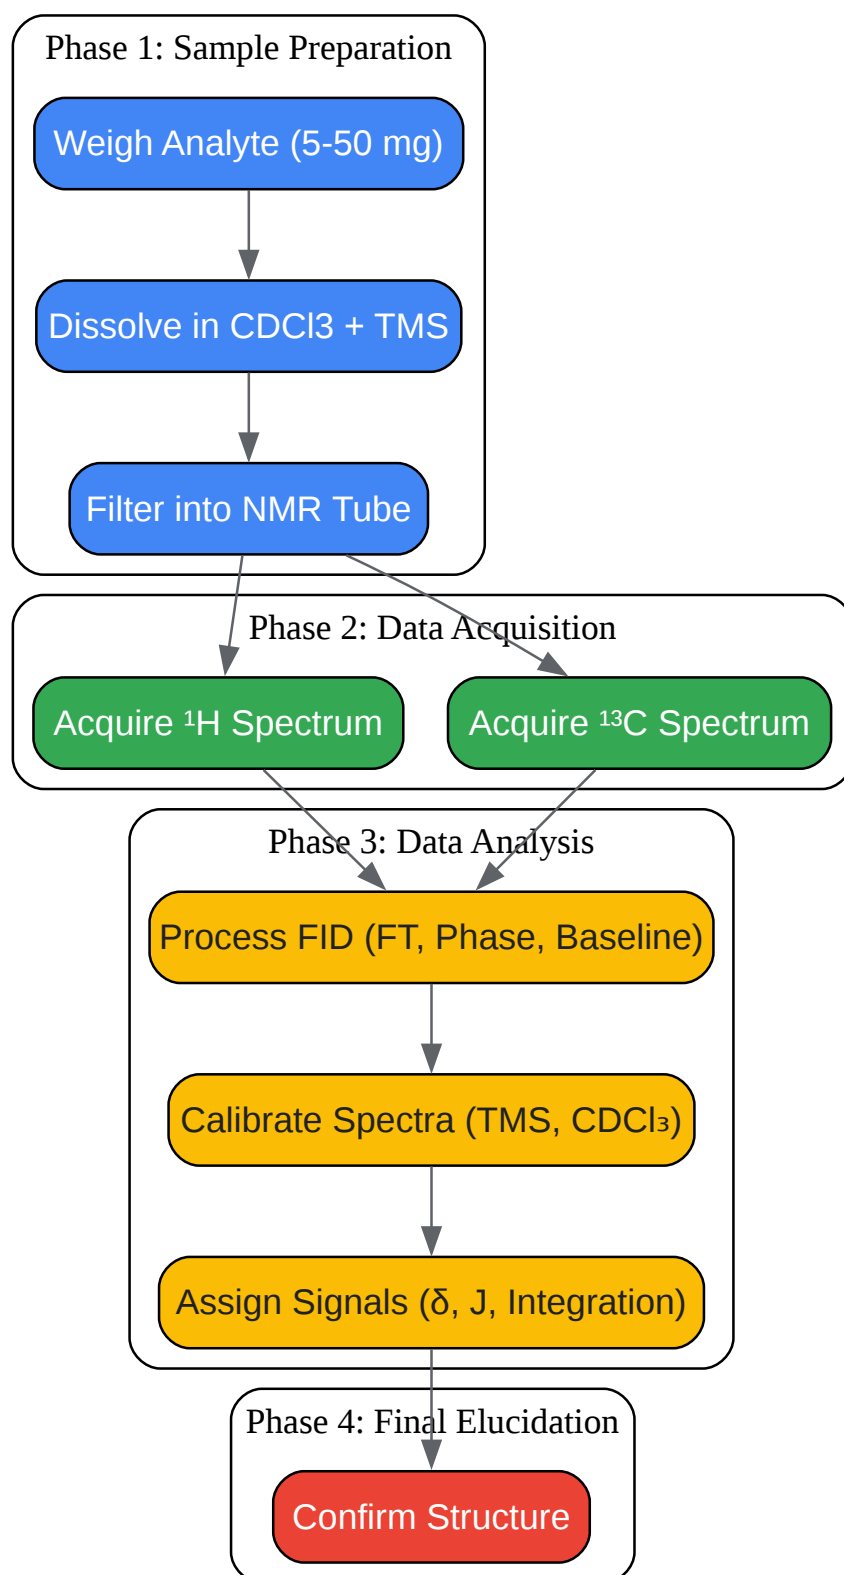 Phase 1: Sample Preparation
Weigh Analyte (5-50 mg)
Dissolve in CDCl3 + TMS
Filter into NMR Tube
Phase 2: Data Acquisition
Acquire ¹H Spectrum
Acquire ¹³C Spectrum
Phase 3: Data Analysis
Process FID (FT, Phase, Baseline)
Calibrate Spectra (TMS, CDCl₃)
Assign Signals (δ, J, Integration)
Phase 4: Final Elucidation
Confirm Structure